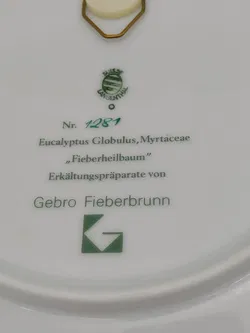 Nr. 1281
Eucalyptus Globulus, Myrtaceae
„Fieberheilbaum"
Erkältungspräparate von
Gebro Fieberbrunn